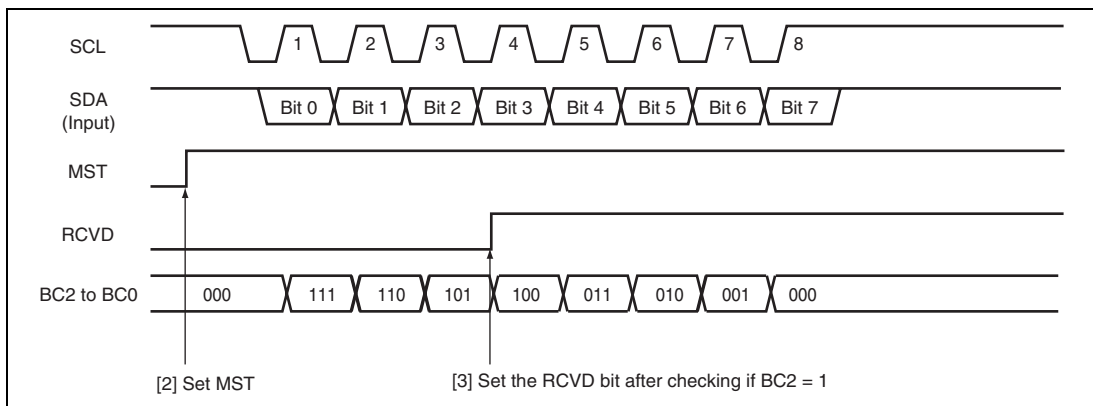 SCL 1 2 3 4 5 6 7 8
SDA
(Input) Bit 0 Bit 1 Bit 2 Bit 3 Bit 4 Bit 5 Bit 6 Bit 7
MST
RCVD
BC2 to BC0 000 111 110 101 100 011 010 001 000
[2] Set MST [3] Set the RCVD bit after checking if BC2 = 1